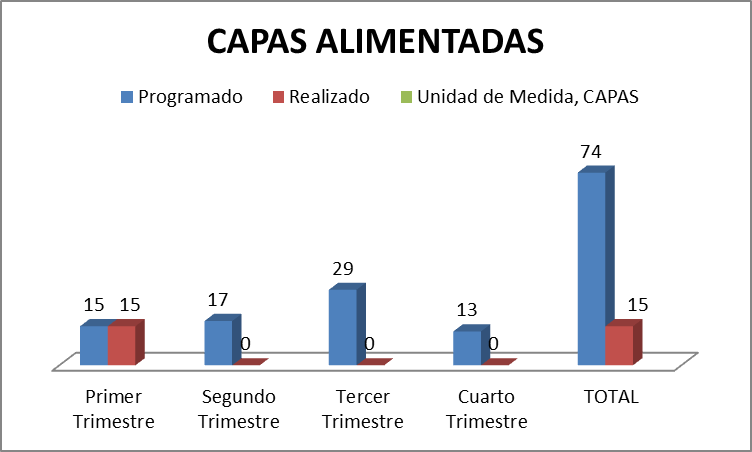 CAPAS ALIMENTADAS
Programado Realizado Unidad de Medida, CAPAS
74
29
17
15 15
13
15
0 0 0
Primer Trimestre
Segundo Trimestre
Tercer Trimestre
Cuarto Trimestre
TOTAL